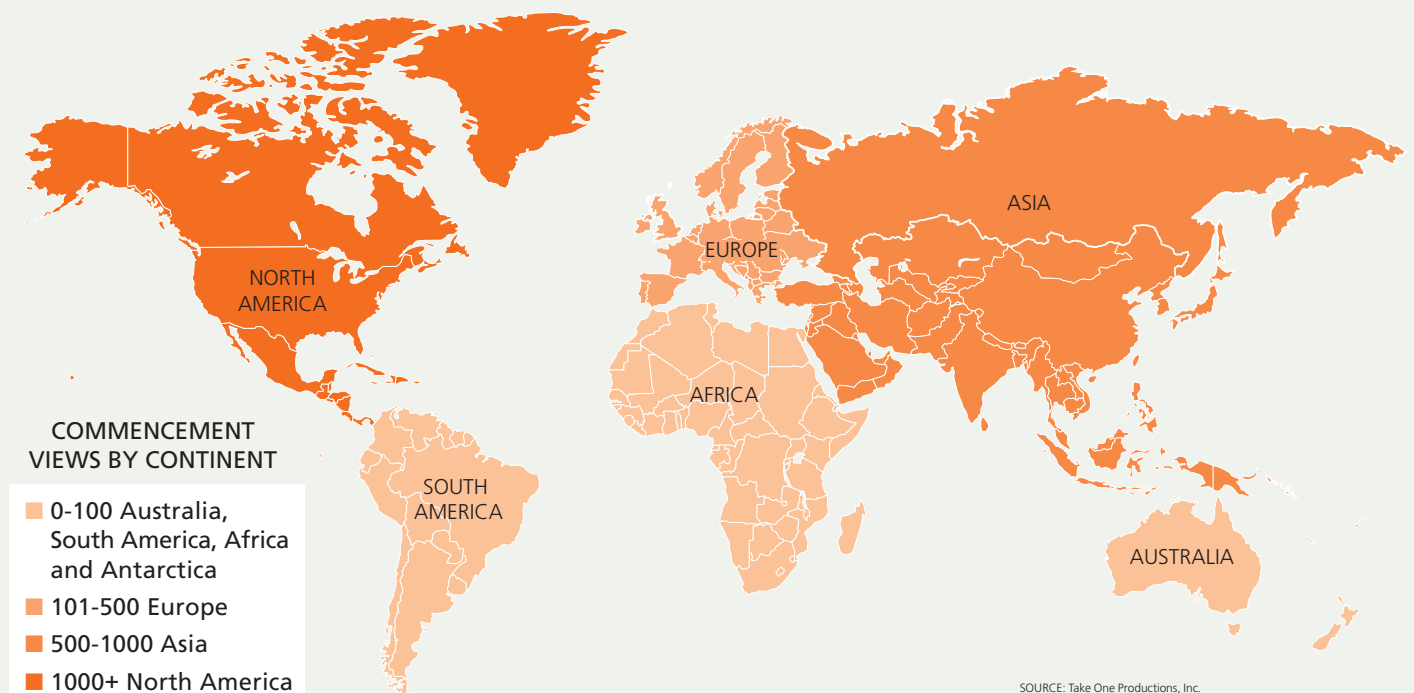 ASIA
EUROPE
NORTH
AMERICA
AFRICA
COMMENCEMENT
VIEWS BY CONTINENT
SOUTH
AMERICA
AUSTRALIA
0-100 Australia,
South America, Africa
and Antarctica
101-500 Europe
500-1000 Asia
1000+ North America
SOURCE: Take One Productions, Inc.